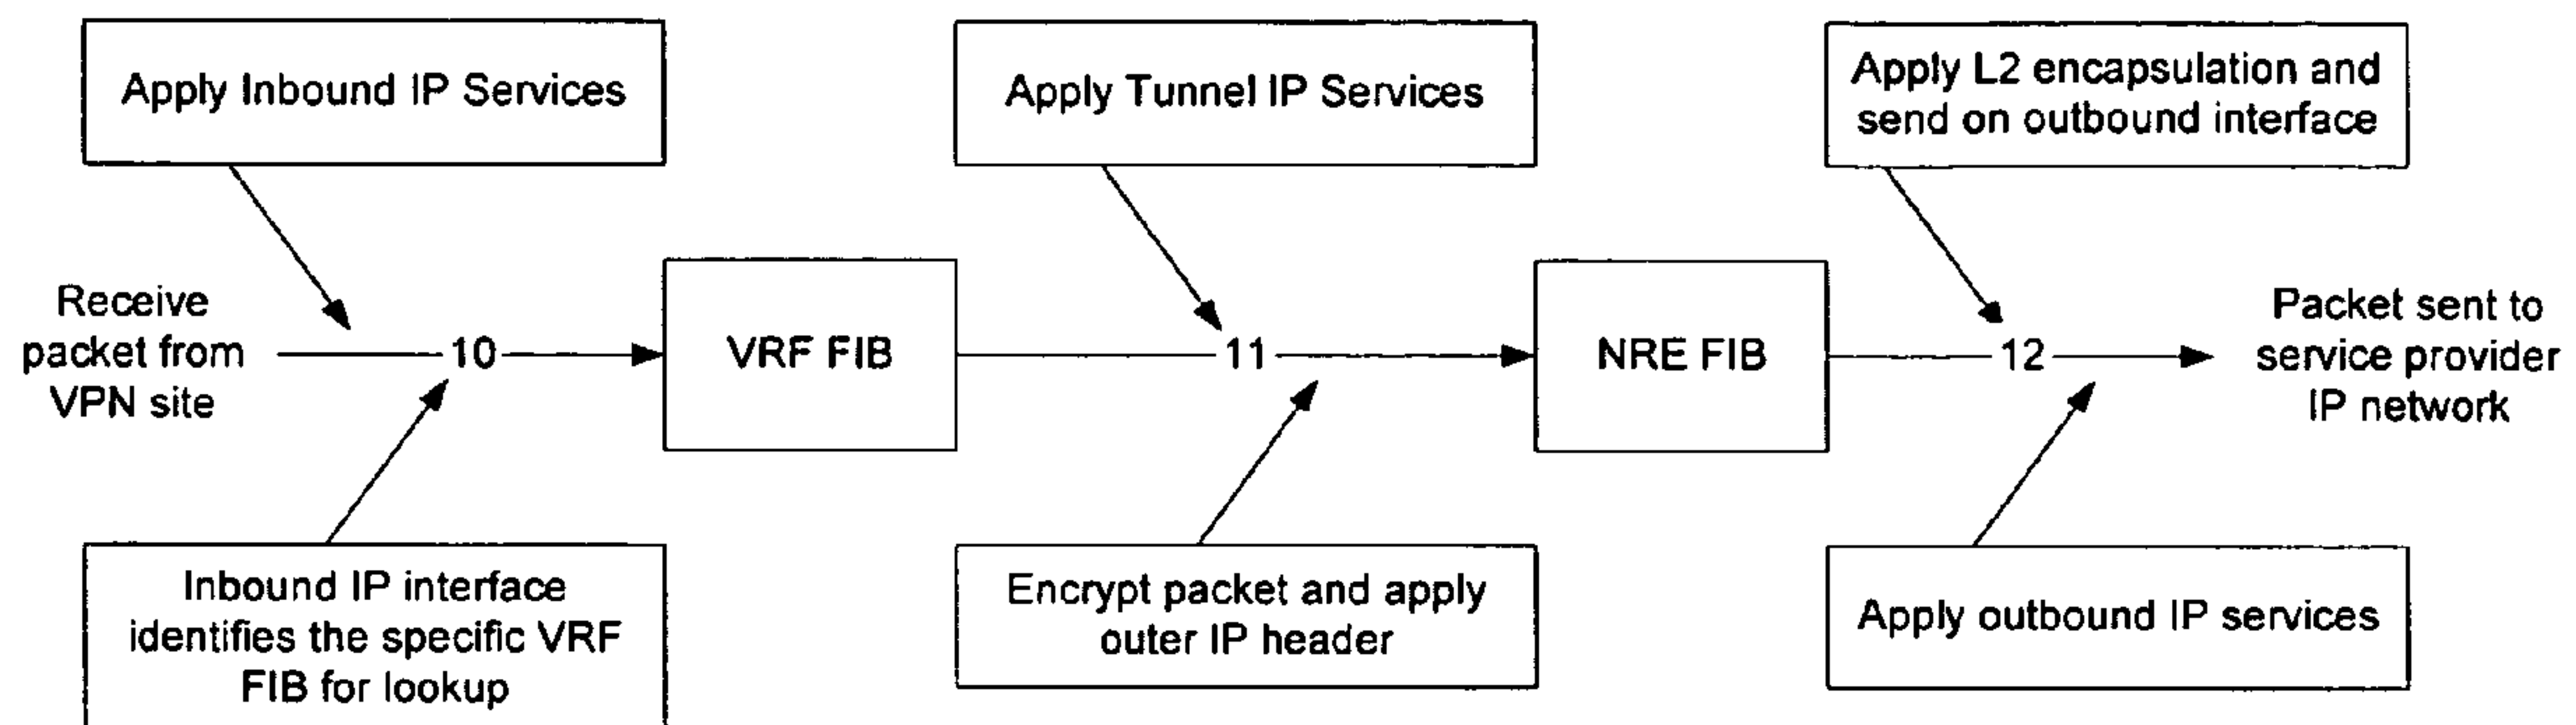 Apply Inbound IP Services
Apply Tunnel IP Services
Apply L2 encapsulation and
send on outbound interface
Receive
packet from
VPN site
10
VRF FIB
11
NRE FIB
12
Packet sent to
service provider
IP network
Inbound IP interface
identifies the specific VRF
FIB for lookup
Encrypt packet and apply
outer IP header
Apply outbound IP services